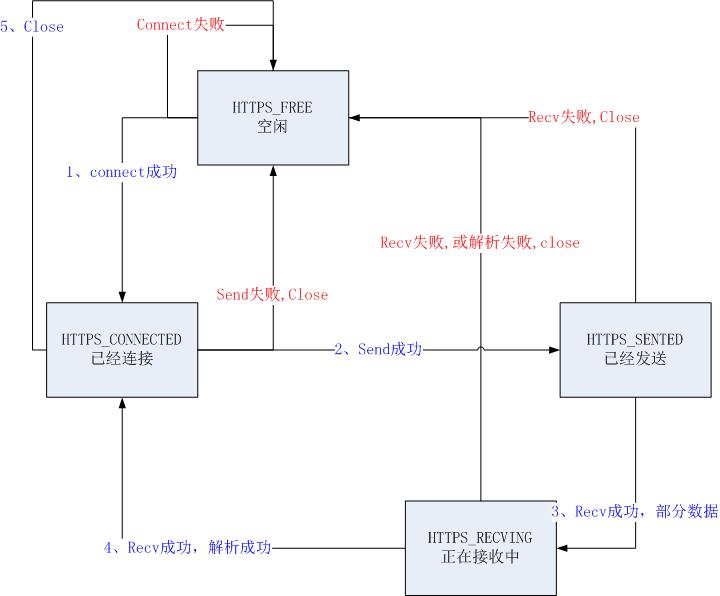 5、Close
Connect失败
HTTPS_FREE
空闲
Recv失败,Close
1、connect成功
Recv失败,或解析失败,close
Send失败,Close
HTTPS_CONNECTED
已经连接
2、Send成功
HTTPS_SENTED
已经发送
3、Recv成功，部分数据
4、Recv成功，解析成功
HTTPS_RECVING
正在接收中